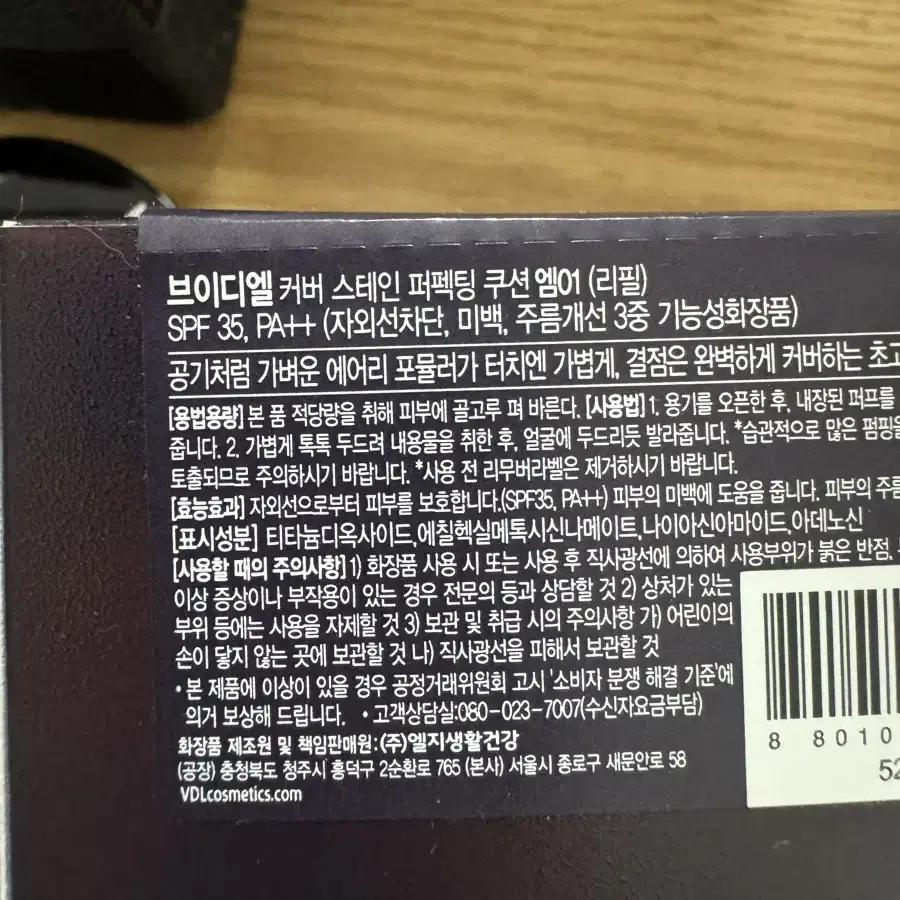 브이디엘 커버 스테인 퍼펙팅 쿠션 엠01 (리필)
SPF 35, PA++ (자외선차단, 미백, 주름개선 3중 기능성화장품)
공기처럼 가벼운 에어리 포뮬러가 터치엔 가볍게, 결점은 완벽하게 커버하는 초고
[용법용량] 본 품 적당량을 취해 피부에 골고루 펴 바른다. [사용법] 1. 용기를 오픈한 후, 내장된 퍼프를
줍니다. 2. 가볍게 톡톡 두드려 내용물을 취한 후, 얼굴에 두드리듯 발라줍니다. *습관적으로 많은 펌핑을
토출되므로 주의하시기 바랍니다. *사용 전 리무버라벨은 제거하시기 바랍니다.
[효능효과] 자외선으로부터 피부를 보호합니다.(SPF35, PA++) 피부의 미백에 도움을 줍니다. 피부의 주름
[표시성분] 티타늄디옥사이드,에칠헥실메톡시신나메이트,나이아신아마이드,아데노신
[사용할 때의 주의사항] 1) 화장품 사용 시 또는 사용 후 직사광선에 의하여 사용부위가 붉은 반점,
이상 증상이나 부작용이 있는 경우 전문의 등과 상담할 것 2) 상처가 있는
부위 등에는 사용을 자제할 것 3) 보관 및 취급 시의 주의사항 가) 어린이의
손이 닿지 않는 곳에 보관할 것 나) 직사광선을 피해서 보관할 것
• 본 제품에 이상이 있을 경우 공정거래위원회 고시 '소비자 분쟁 해결 기준'에
의거 보상해 드립니다. • 고객상담실:080-023-7007(수신자요금부담)
화장품 제조원 및 책임판매원: (주)엘지생활건강
(공장) 충청북도 청주시 흥덕구 2순환로 765 (본사) 서울시 종로구 새문안로 58
VDLcosmetics.com
8 8010
52